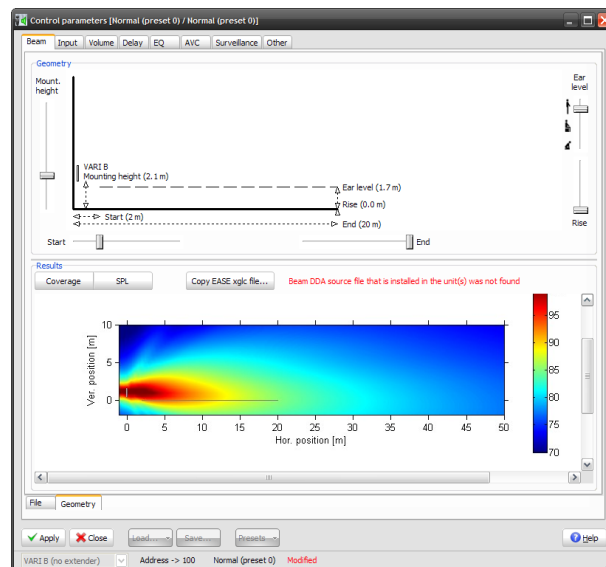 Control parameters [Normal (preset 0) / Normal (preset 0)]
Beam Input Volume Delay EQ AVC Surveillance Other
Geometry
Mount. height
Ear level
VARI B
Mounting height (2.1 m)
Ear level (1.7 m)
Rise (0.0 m)
Start (2 m)
End (20 m)
Rise
Start
End
Results
Coverage SPL Copy EASE xglc file... Beam DDA source file that is installed in the unit(s) was not found
10
5
0
Ver. position [m]
0 5 10 15 20 25 30 35 40 45 50
Hor. position [m]
95
90
85
80
75
70
File Geometry
Apply Close Load... Save... Presets Help
VARI B (no extender) Address -> 100 Normal (preset 0) Modified